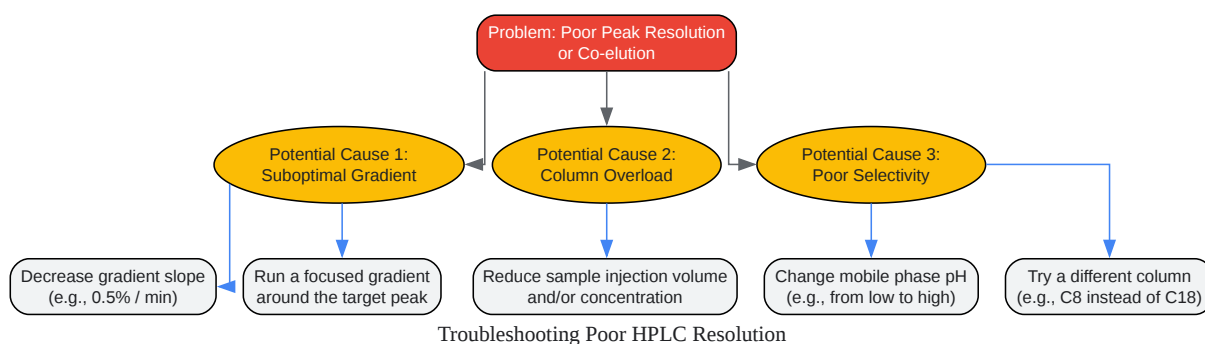 Problem: Poor Peak Resolution
or Co-elution
Potential Cause 1:
Suboptimal Gradient
Potential Cause 2:
Column Overload
Potential Cause 3:
Poor Selectivity
Decrease gradient slope
(e.g., 0.5% / min)
Run a focused gradient
around the target peak
Reduce sample injection volume
and/or concentration
Change mobile phase pH
(e.g., from low to high)
Try a different column
(e.g., C8 instead of C18)
Troubleshooting Poor HPLC Resolution